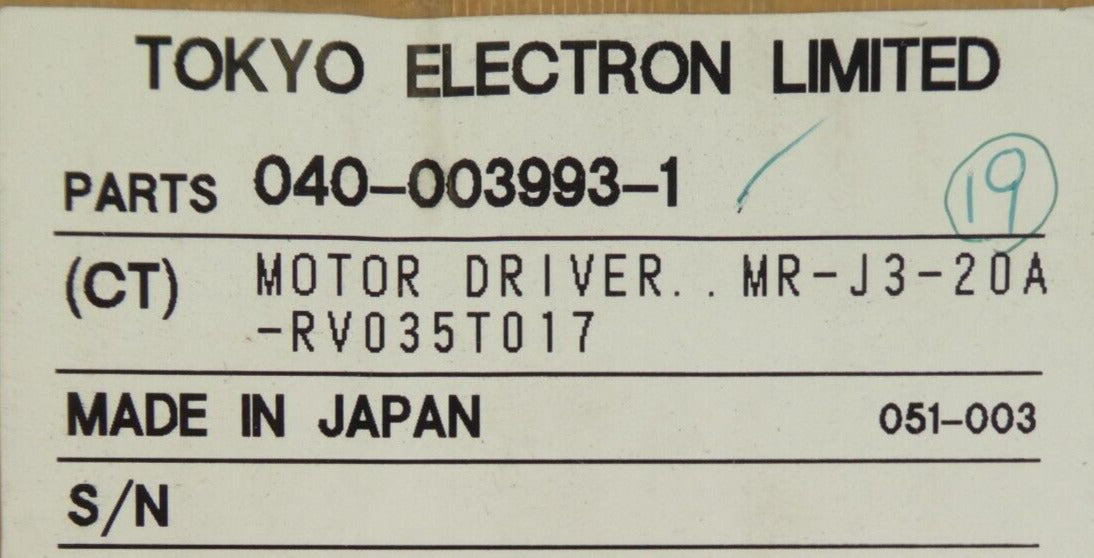 TOKYO ELECTRON LIMITED
PARTS 040-003993-1
19
(CT) MOTOR DRIVER..MR-J3-20A
-RV035T017
MADE IN JAPAN 051-003
S/N